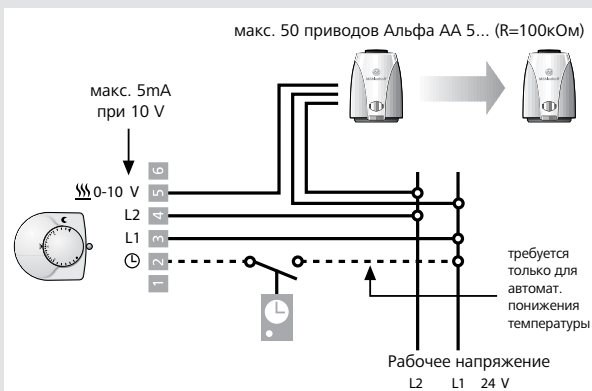 макс. 50 приводов Альфа АА 5... (R=100кОм)
макс. 5mA
при 10 V
6
0-10 V 5
L2 4
L1 3
2
1
требуется
только для
автомат.
понижения
температуры
Рабочее напряжение
L2 L1 24 V